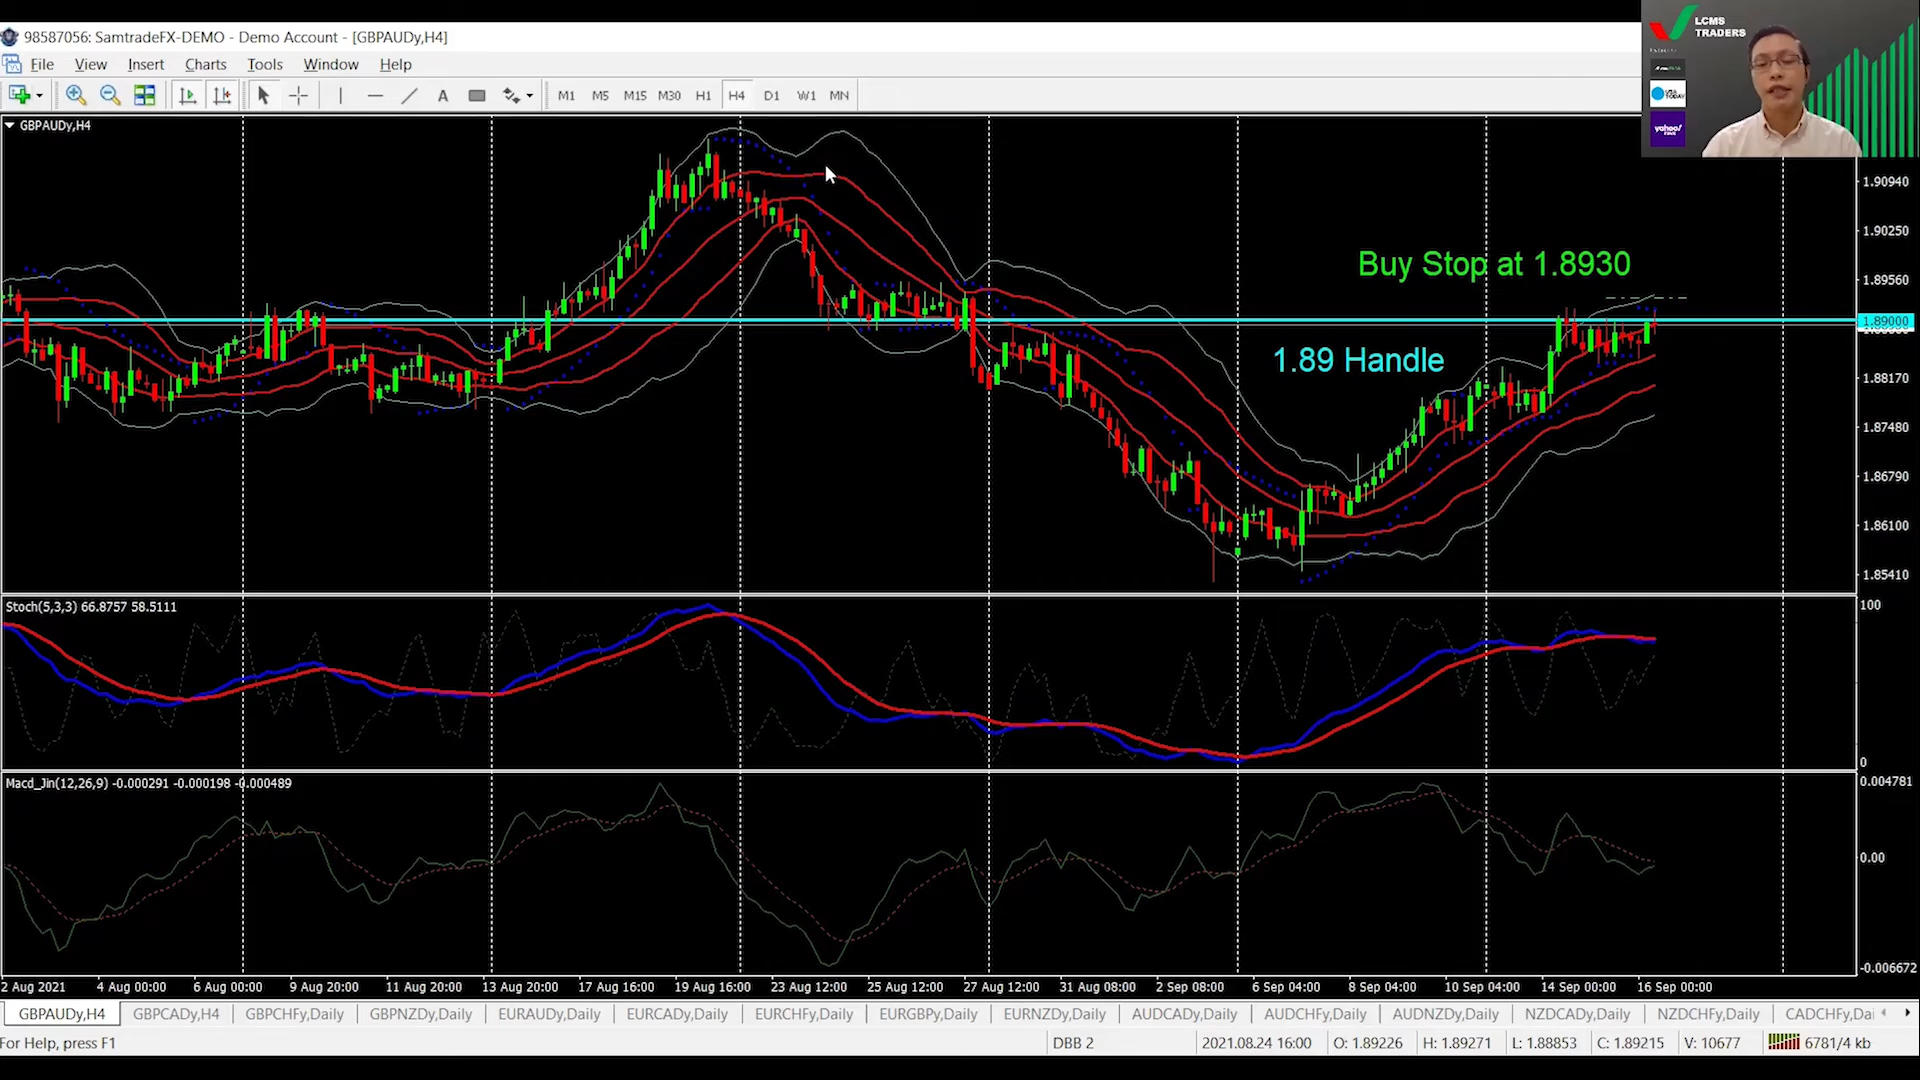 98587056: SamtradeFX-DEMO - Demo Account - [GBPAUDy,H4]
LCMS
TRADERS
File View Insert Charts Tools Window Help
A M1 M5 M15 M30 H1 H4 D1 W1 MN
USA TODAY
yahoo!
GBPAUDy,H4
1.90940
1.90250
Buy Stop at 1.8930
1.89560
1.89000
1.89 Handle
1.88170
1.87480
1.86790
1.86100
1.85410
Stoch(5,3,3) 66.8757 58.5111
100
0
Macd_Jin(12,26,9) -0.000291 -0.000198 -0.000489
0.004781
0.00
-0.006672
2 Aug 2021 4 Aug 00:00 6 Aug 00:00 9 Aug 20:00 11 Aug 20:00 13 Aug 20:00 17 Aug 16:00 19 Aug 16:00 23 Aug 12:00 25 Aug 12:00 27 Aug 12:00 31 Aug 08:00 2 Sep 08:00 6 Sep 04:00 8 Sep 04:00 10 Sep 04:00 14 Sep 00:00 16 Sep 00:00
GBPAUDy,H4 GBPCADy,H4 GBPCHFy,Daily GBPNZDy,Daily EURAUDy,Daily EURCADy,Daily EURCHFy,Daily EURGBPy,Daily EURNZDy,Daily AUDCADy,Daily AUDCHFy,Daily AUDNZDy,Daily NZDCADy,Daily NZDCHFy,Daily CADCHFy,Dai
For Help, press F1 DBB 2 2021.08.24 16:00 O: 1.89226 H: 1.89271 L: 1.88853 C: 1.89215 V: 10677 6781/4 kb